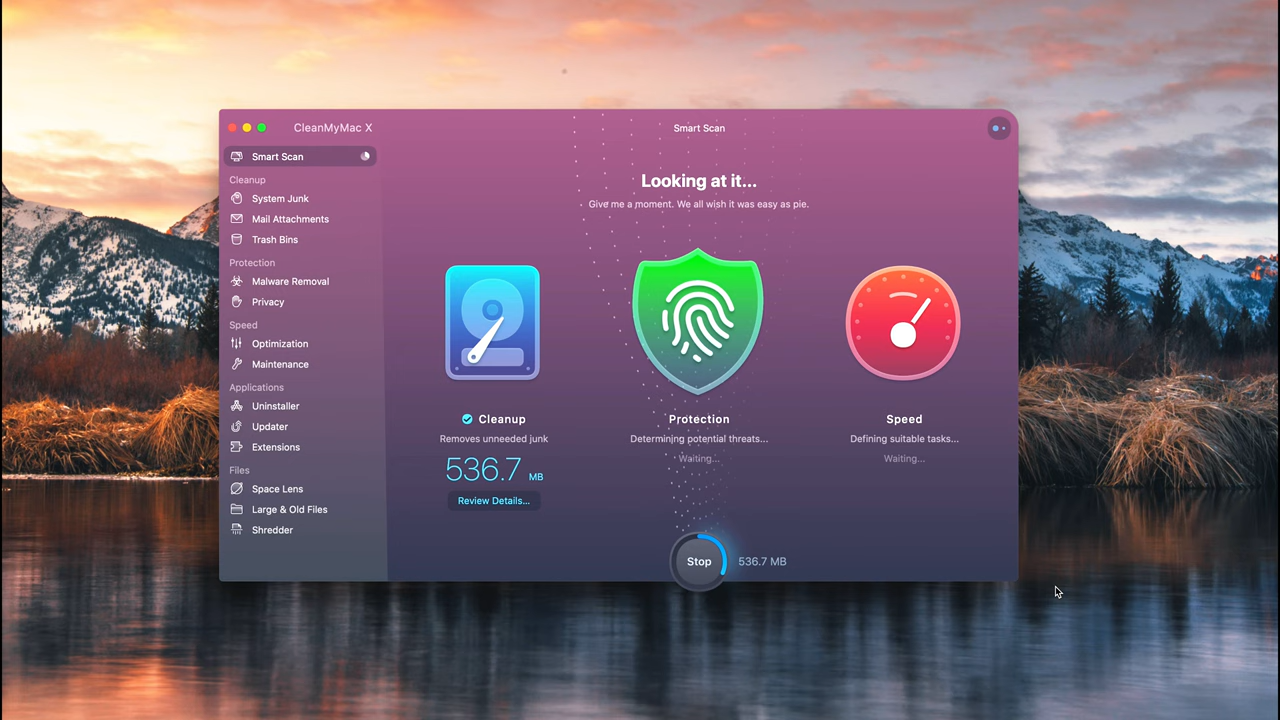 CleanMyMac X
Smart Scan
Smart Scan
Cleanup
System Junk
Mail Attachments
Trash Bins
Protection
Malware Removal
Privacy
Speed
Optimization
Maintenance
Applications
Uninstaller
Updater
Extensions
Files
Space Lens
Large & Old Files
Shredder
Looking at it...
Give me a moment. We all wish it was easy as pie.
Cleanup
Removes unneeded junk
536.7 MB
Review Details...
Protection
Determining potential threats...
Waiting...
Speed
Defining suitable tasks...
Waiting...
Stop
536.7 MB